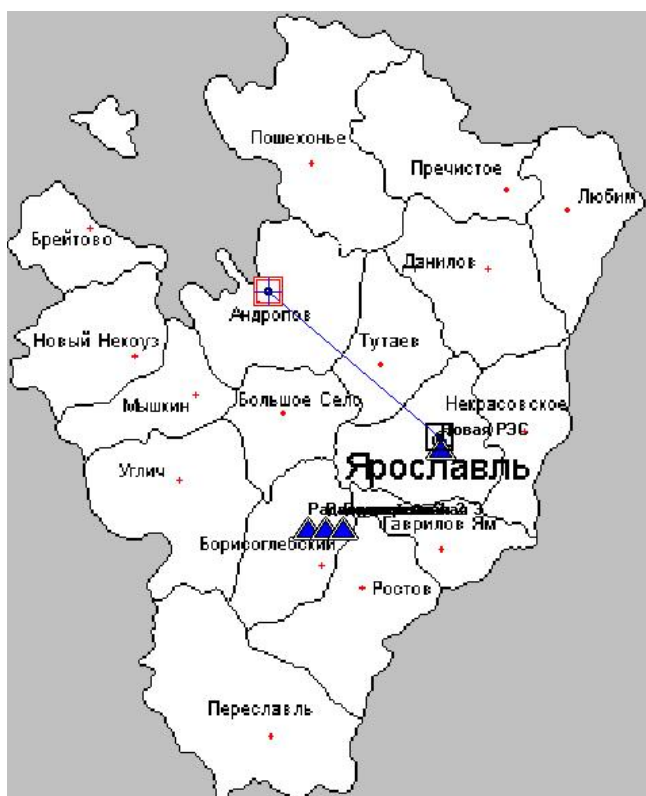 Пошехонье
Пречистое
Любим
Брейтово
Данилов
Андропов
Новый Некоуз
Тутаев
Мышкин
Большое Село
Некрасовское
Новая РЭС
Углич
Ярославль
Гаврилов Ям
Борисоглебский
Ростов
Переславль